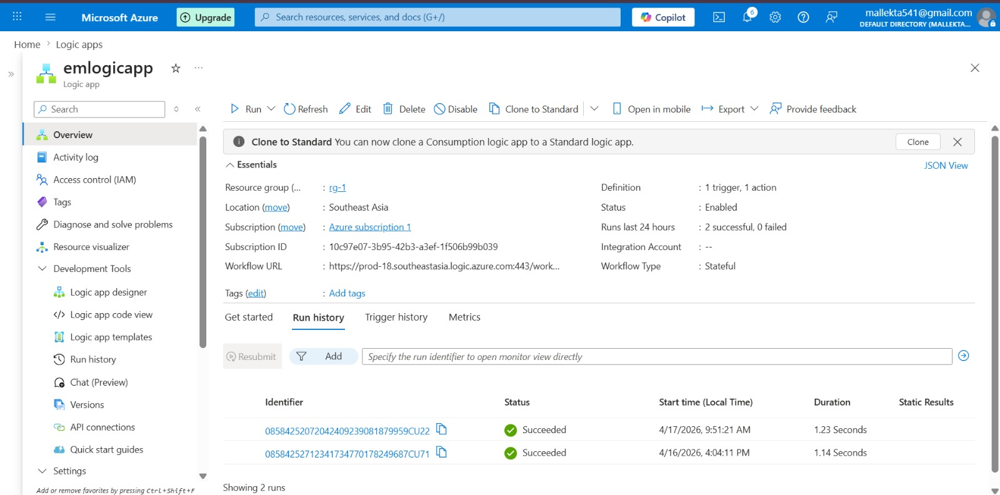 Microsoft Azure
Upgrade
Search resources, services, and docs (G+/)
Copilot
6
mallekta541@gmail.com
DEFAULT DIRECTORY (MALLEKTA...
Home > Logic apps
emlogicapp
Logic app
Search
Run
Refresh
Edit
Delete
Disable
Clone to Standard
Open in mobile
Export
Provide feedback
Overview
Activity log
Access control (IAM)
Tags
Diagnose and solve problems
Resource visualizer
Development Tools
Logic app designer
Logic app code view
Logic app templates
Run history
Chat (Preview)
Versions
API connections
Quick start guides
Settings
Add or remove favorites by pressing Ctrl+Shift+F
Clone to Standard You can now clone a Consumption logic app to a Standard logic app.
Clone
Essentials
JSON View
Resource group (... : rg-1
Location (move) : Southeast Asia
Subscription (move) : Azure subscription 1
Subscription ID : 10c97e07-3b95-42b3-a3ef-1f506b99b039
Workflow URL : https://prod-18.southeastasia.logic.azure.com:443/work...
Definition : 1 trigger, 1 action
Status : Enabled
Runs last 24 hours : 2 successful, 0 failed
Integration Account : --
Workflow Type : Stateful
Tags (edit) : Add tags
Get started
Run history
Trigger history
Metrics
Resubmit
Add
Specify the run identifier to open monitor view directly
Identifier Status Start time (Local Time) Duration Static Results
08584252072042409239081879959CU22 Succeeded 4/17/2026, 9:51:21 AM 1.23 Seconds
08584252712341734770178249687CU71 Succeeded 4/16/2026, 4:04:11 PM 1.14 Seconds
Showing 2 runs